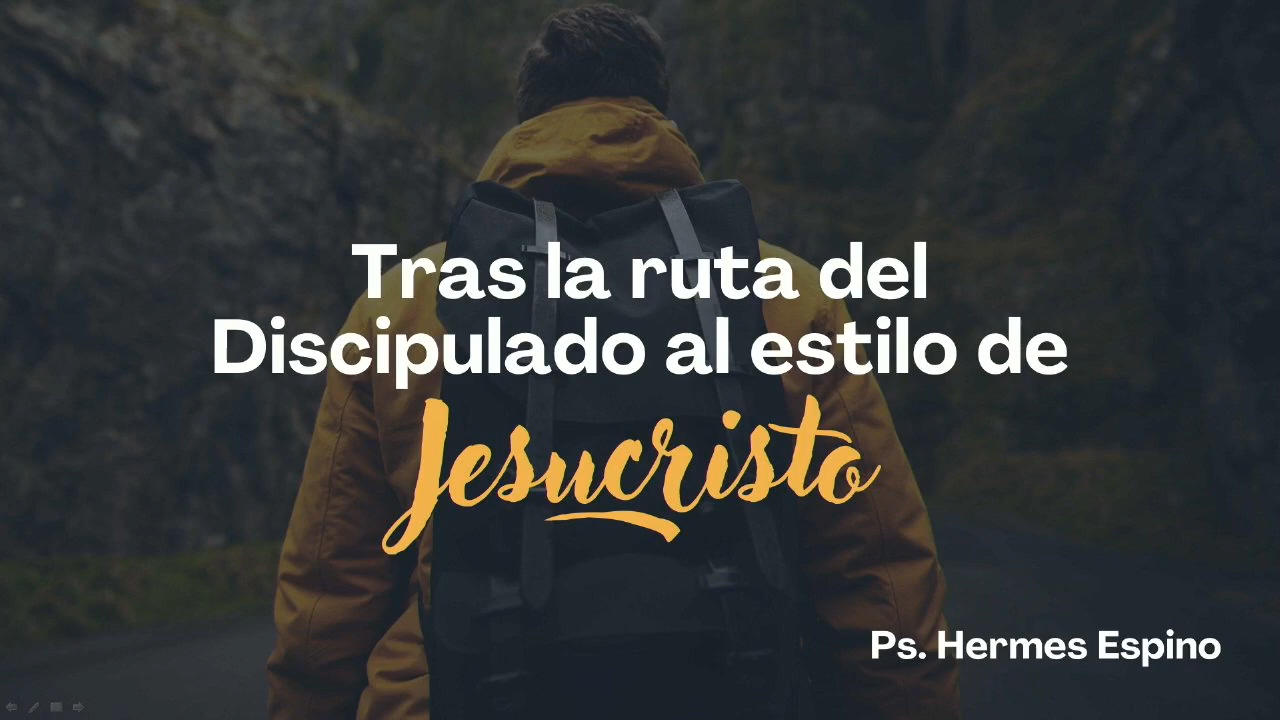 Tras la ruta del
Discipulado al estilo de
Jesucristo
Ps. Hermes Espino